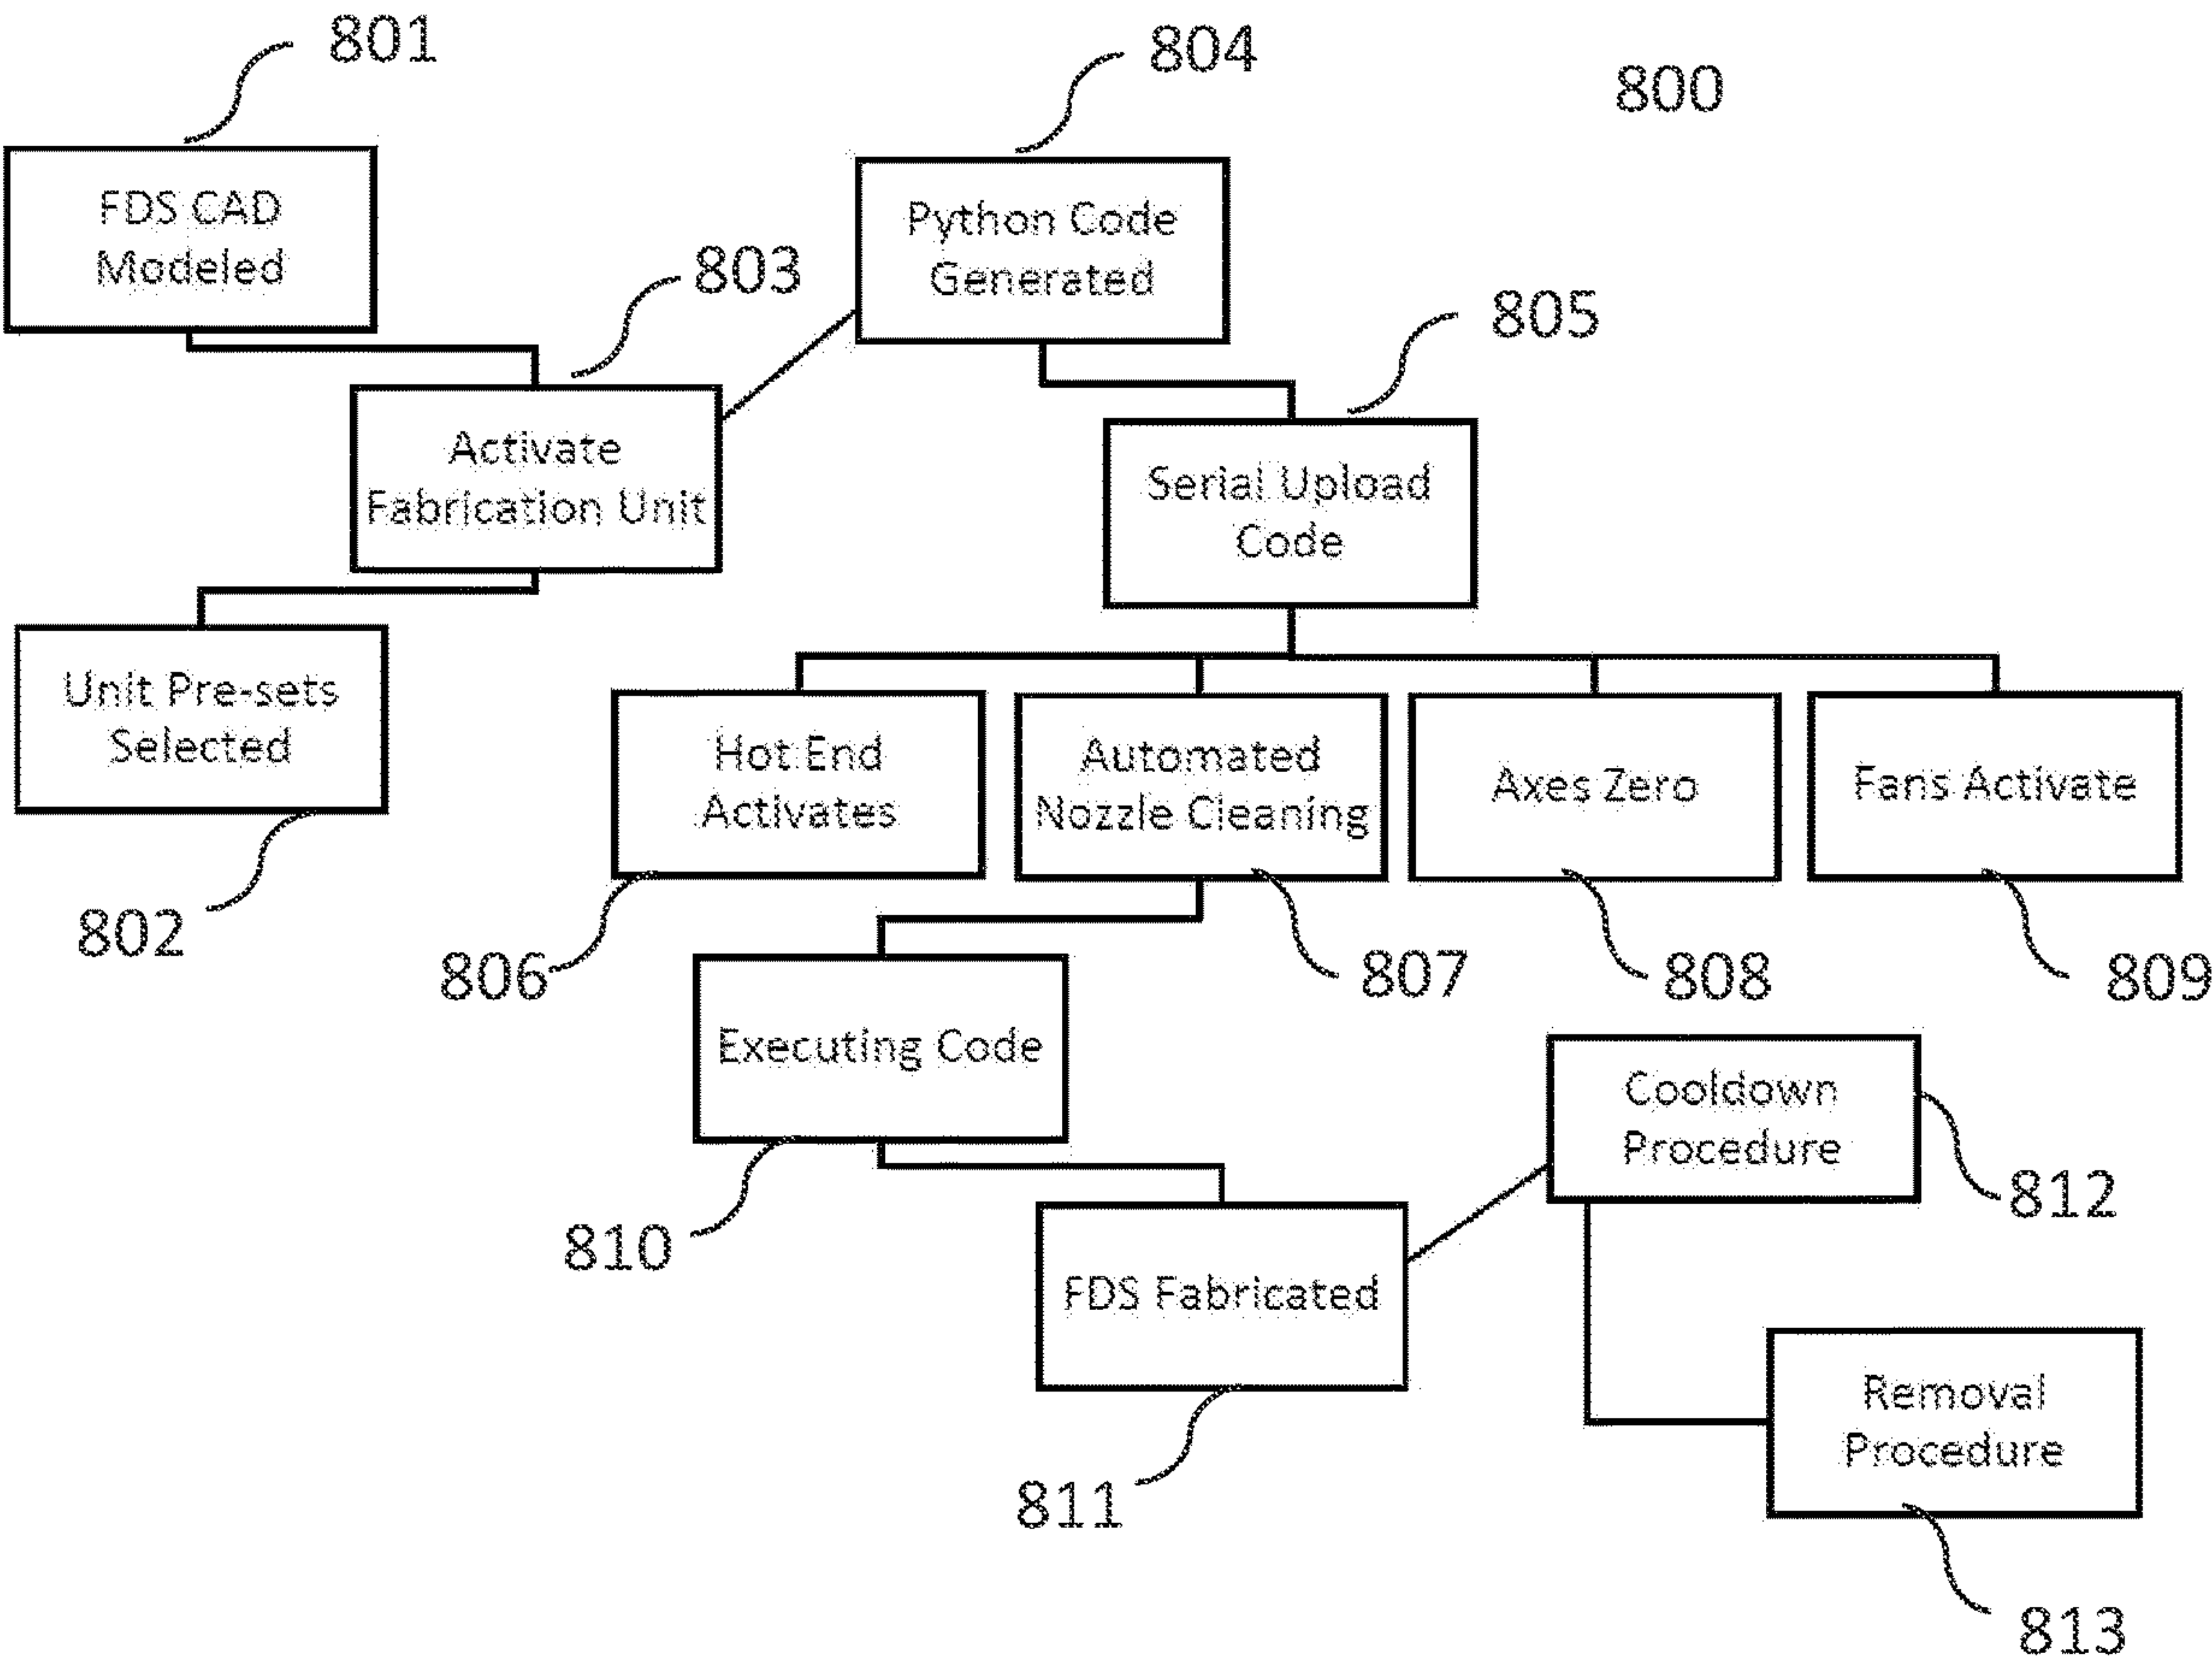 801
804
800
FDS CAD
Modeled
Python Code
Generated
803
805
Activate
Fabrication Unit
Serial Upload
Code
Unit Pre-sets
Selected
Hot End
Activates
Automated
Nozzle Cleaning
Axes Zero
Fans Activate
802
806
807
808
809
Executing Code
Cooldown
Procedure
810
812
FDS Fabricated
Removal
Procedure
811
813